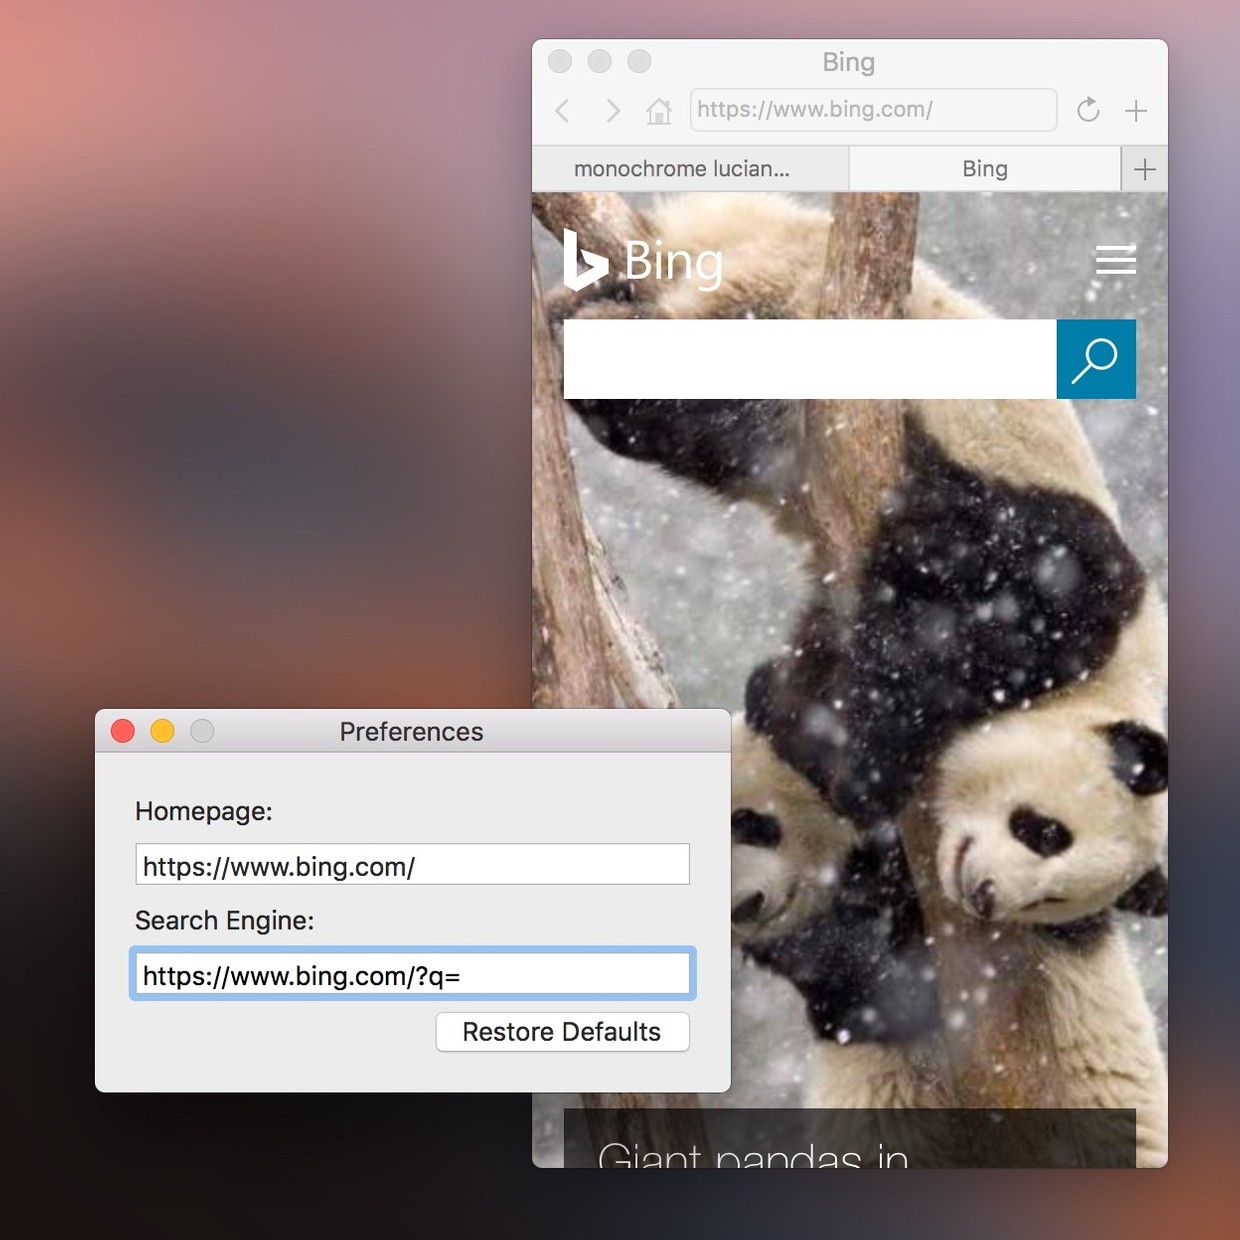 Bing
https://www.bing.com/
monochrome lucian...
Bing
Bing
Preferences
Homepage:
https://www.bing.com/
Search Engine:
https://www.bing.com/?q=
Restore Defaults
Giant pandas in